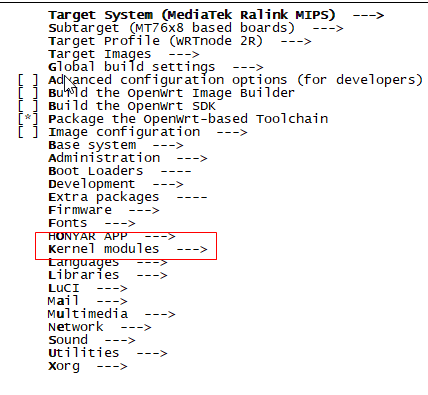 Target System (MediaTek Ralink MIPS)  --->
Subtarget (MT76x8 based boards)  --->
Target Profile (WRTnode 2R)  --->
Target Images  --->
Global build settings  --->
[ ] Advanced configuration options (for developers)
[ ] Build the OpenWrt Image Builder
[ ] Build the OpenWrt SDK
[*] Package the OpenWrt-based Toolchain
[ ] Image configuration  --->
Base system  --->
Administration  --->
Boot Loaders  ----
Development  --->
Extra packages  ----
Firmware  --->
Fonts  --->
HONYAR APP  --->
Kernel modules  --->
Languages  --->
Libraries  --->
LuCI  --->
Mail  --->
Multimedia  --->
Network  --->
Sound  --->
Utilities  --->
Xorg  --->